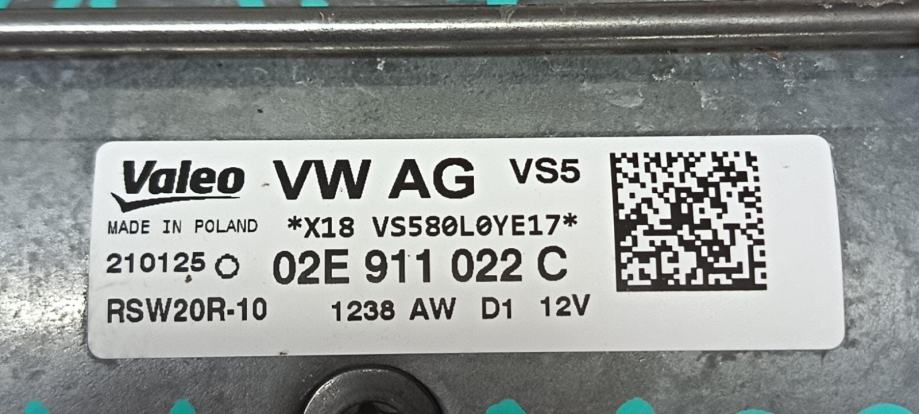 Valeo VW AG VS5
MADE IN POLAND *X18 VS580L0YE17*
210125 02E 911 022 C
RSW20R-10 1238 AW D1 12V